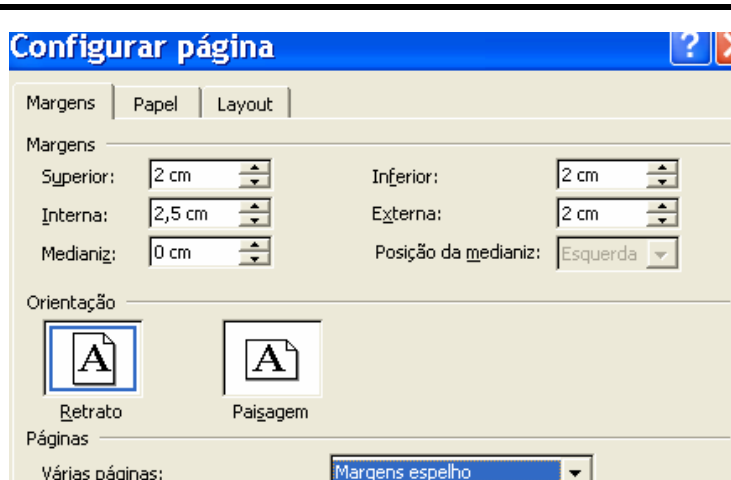 Configurar página
Margens Papel Layout
Margens
Superior: 2 cm Inferior: 2 cm
Interna: 2,5 cm Externa: 2 cm
Medianiz: 0 cm Posição da medianiz: Esquerda
Orientação
A A
Retrato Paisagem
Páginas
Várias páginas: Margens espelho